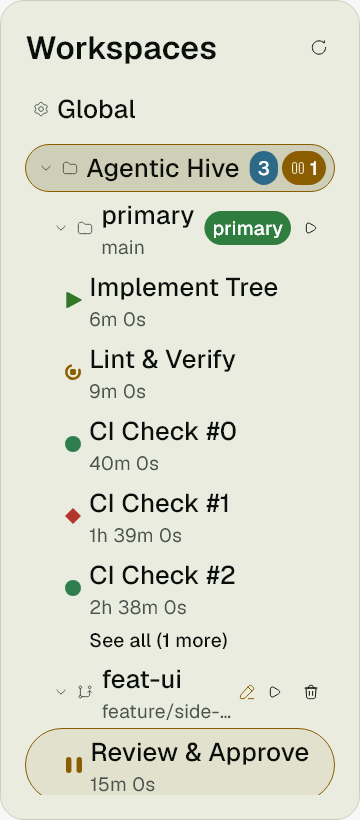 Workspaces
Global
Agentic Hive 3 1
primary primary
main
Implement Tree
6m 0s
Lint & Verify
9m 0s
CI Check #0
40m 0s
CI Check #1
1h 39m 0s
CI Check #2
2h 38m 0s
See all (1 more)
feat-ui
feature/side-...
Review & Approve
15m 0s